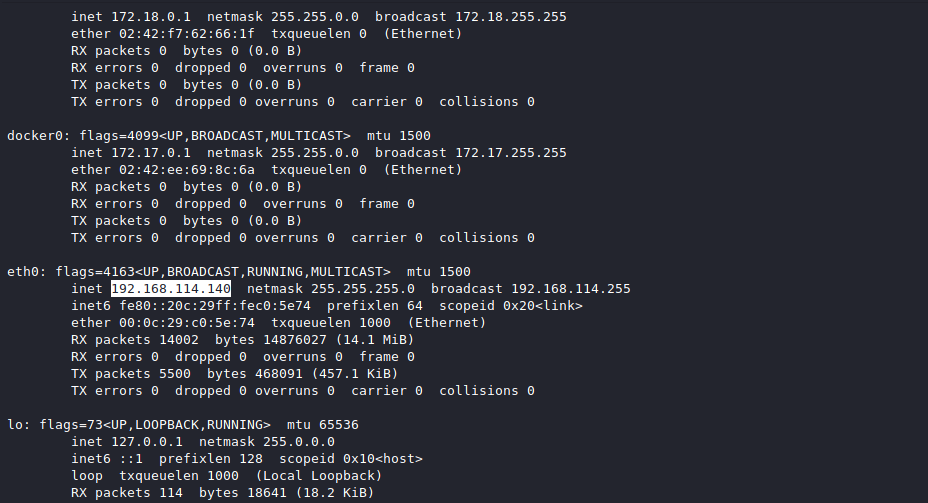 inet 172.18.0.1  netmask 255.255.0.0  broadcast 172.18.255.255
ether 02:42:f7:62:66:1f  txqueuelen 0  (Ethernet)
RX packets 0  bytes 0 (0.0 B)
RX errors 0  dropped 0  overruns 0  frame 0
TX packets 0  bytes 0 (0.0 B)
TX errors 0  dropped 0 overruns 0  carrier 0  collisions 0
docker0: flags=4099<UP,BROADCAST,MULTICAST>  mtu 1500
inet 172.17.0.1  netmask 255.255.0.0  broadcast 172.17.255.255
ether 02:42:ee:69:8c:6a  txqueuelen 0  (Ethernet)
RX packets 0  bytes 0 (0.0 B)
RX errors 0  dropped 0  overruns 0  frame 0
TX packets 0  bytes 0 (0.0 B)
TX errors 0  dropped 0 overruns 0  carrier 0  collisions 0
eth0: flags=4163<UP,BROADCAST,RUNNING,MULTICAST>  mtu 1500
inet 192.168.114.140  netmask 255.255.255.0  broadcast 192.168.114.255
inet6 fe80::20c:29ff:fec0:5e74  prefixlen 64  scopeid 0x20<link>
ether 00:0c:29:c0:5e:74  txqueuelen 1000  (Ethernet)
RX packets 14002  bytes 14876027 (14.1 MiB)
RX errors 0  dropped 0  overruns 0  frame 0
TX packets 5500  bytes 468091 (457.1 KiB)
TX errors 0  dropped 0 overruns 0  carrier 0  collisions 0
lo: flags=73<UP,LOOPBACK,RUNNING>  mtu 65536
inet 127.0.0.1  netmask 255.0.0.0
inet6 ::1  prefixlen 128  scopeid 0x10<host>
loop  txqueuelen 1000  (Local Loopback)
RX packets 114  bytes 18641 (18.2 KiB)